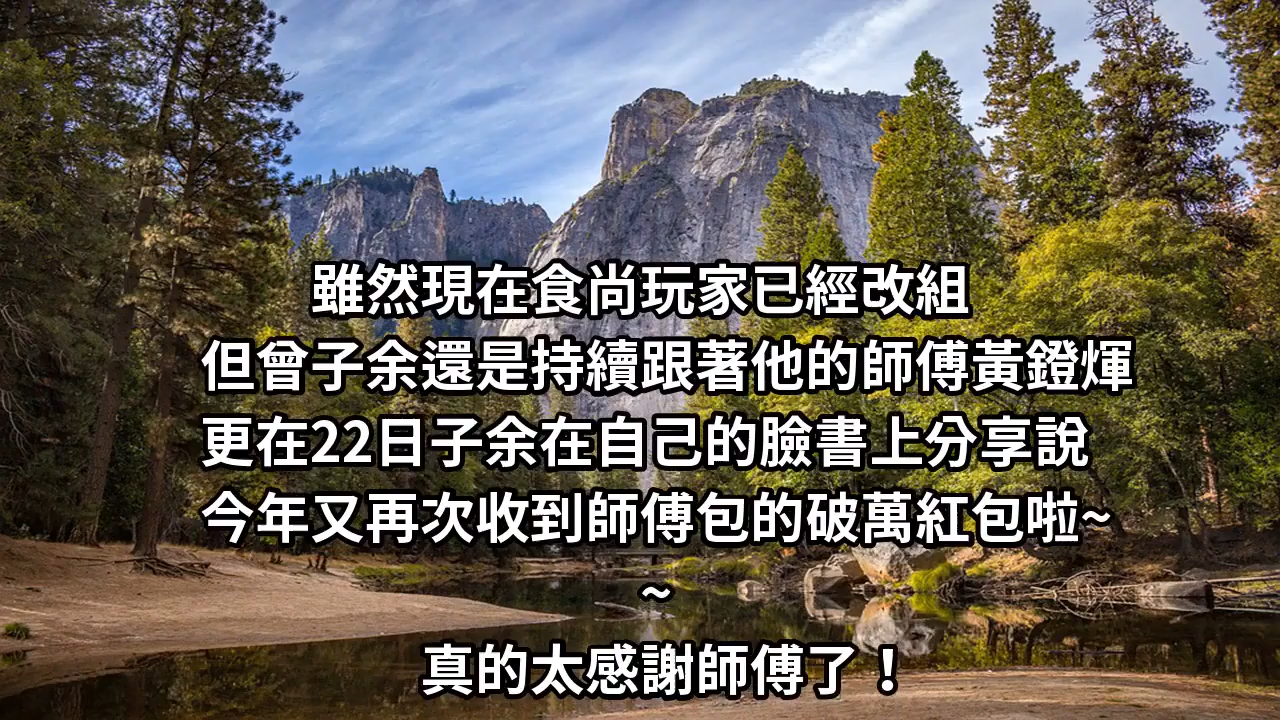 雖然現在食尚玩家已經改組
但曾子余還是持續跟著他的師傅黃鐙煇
更在22日子余在自己的臉書上分享說
今年又再次收到師傅包的破萬紅包啦~
~
真的太感謝師傅了！